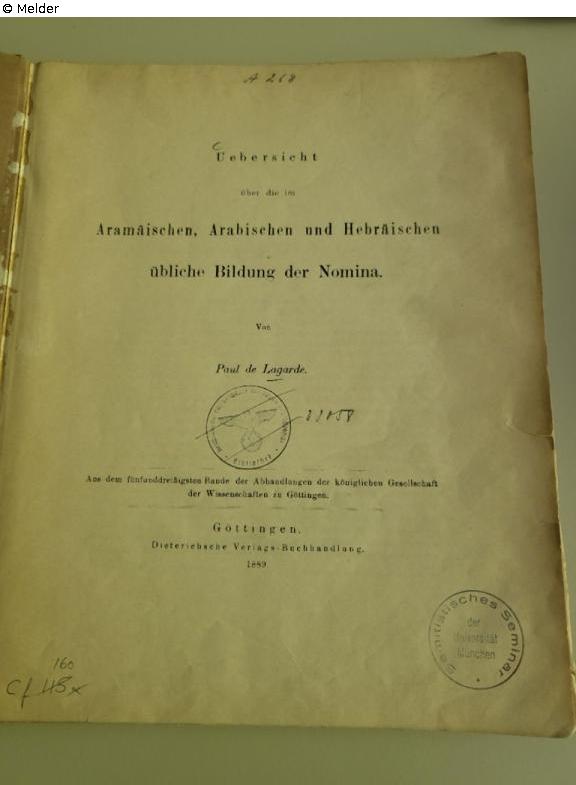 © Melder
A 268
Uebersicht
über die im
Aramäischen, Arabischen und Hebräischen
übliche Bildung der Nomina.
Von
Paul de Lagarde.
Bibliothek
Aus dem fünfunddreißigsten Bande der Abhandlungen der königlichen Gesellschaft
der Wissenschaften zu Göttingen.
Göttingen.
Dieterichsche Verlags-Buchhandlung.
1889
Semitistisches Seminar
der
Universität
München
160